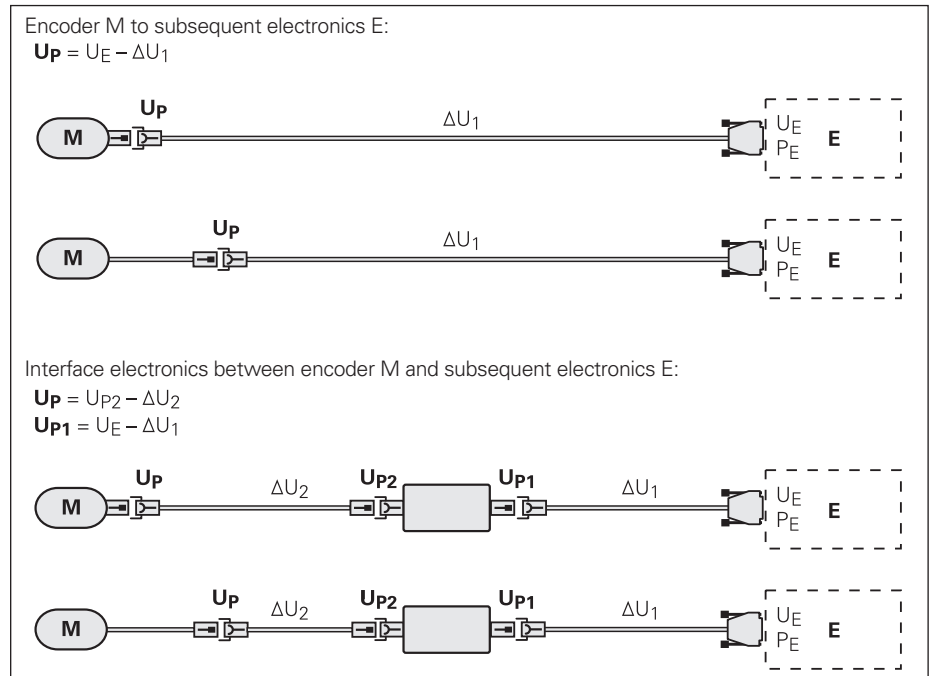 Encoder M to subsequent electronics E:
UP = UE – ΔU1
UP
ΔU1
M
UE
PE
E
UP
ΔU1
M
UE
PE
E
Interface electronics between encoder M and subsequent electronics E:
UP = UP2 – ΔU2
UP1 = UE – ΔU1
UP
ΔU2
UP2
UP1
ΔU1
M
UE
PE
E
UP
ΔU2
UP2
UP1
ΔU1
M
UE
PE
E